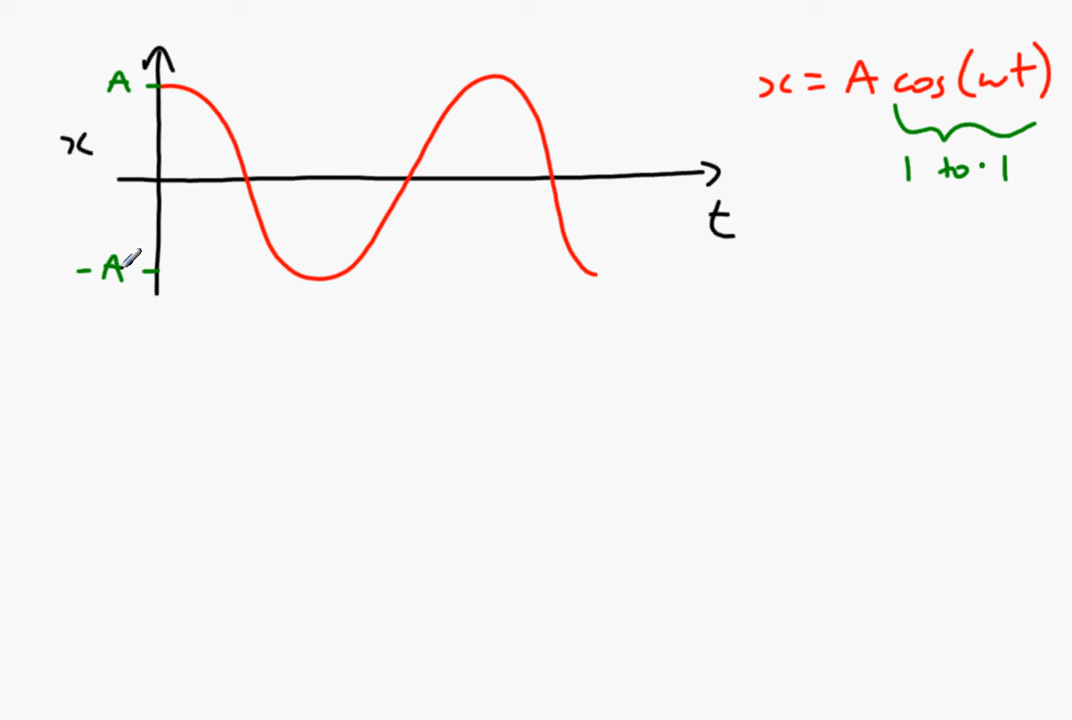 A
x
-A
t
x = A cos(ωt)
1 to · 1